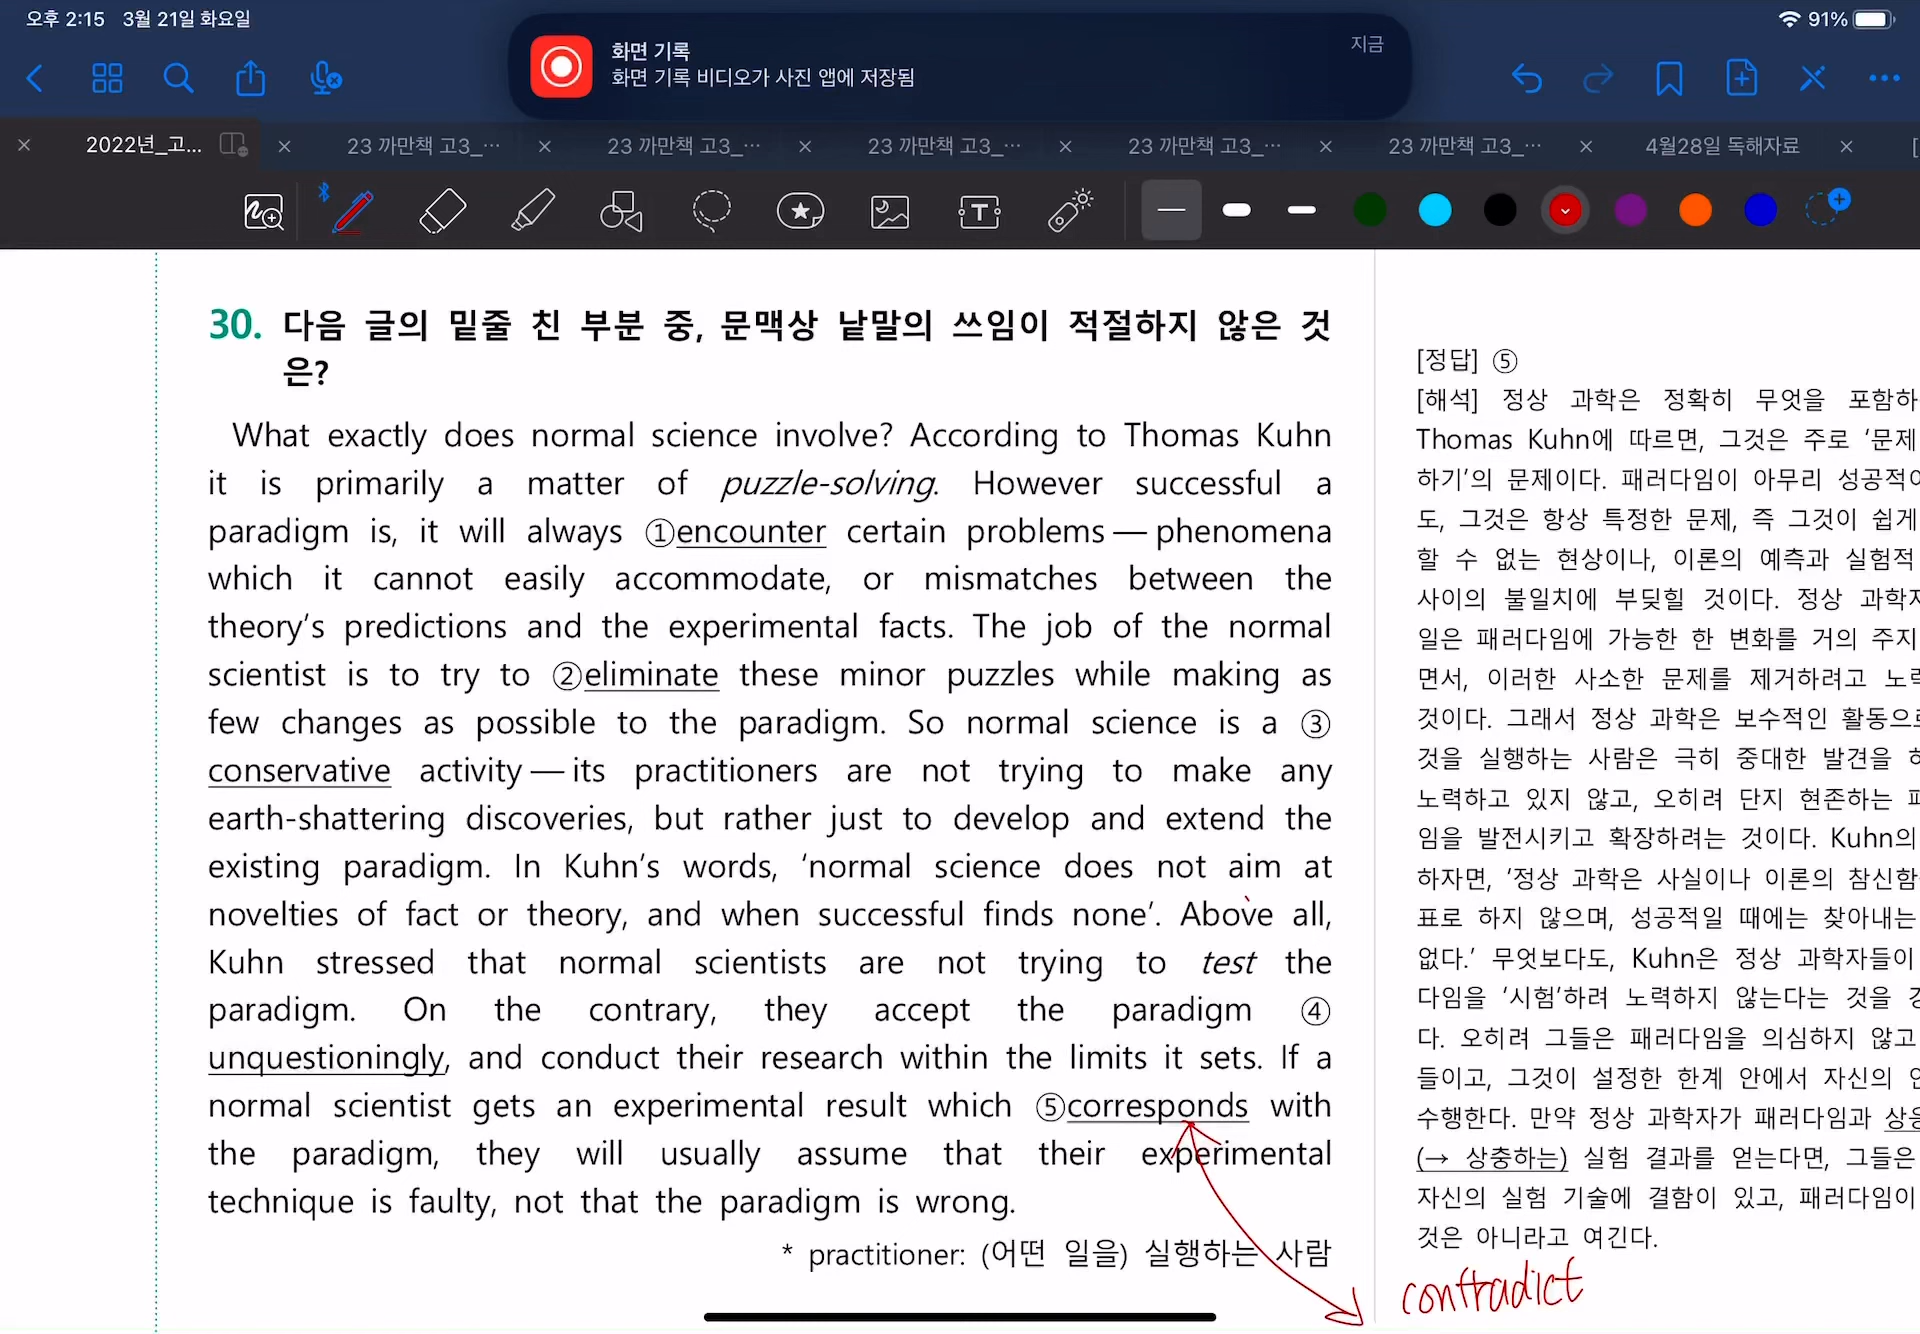 오후 2:15 3월 21일 화요일
91%
화면 기록
지금
화면 기록 비디오가 사진 앱에 저장됨
2022년_고...
23 까만책 고3_...
23 까만책 고3_...
23 까만책 고3_...
23 까만책 고3_...
23 까만책 고3_...
4월28일 독해자료
30. 다음 글의 밑줄 친 부분 중, 문맥상 낱말의 쓰임이 적절하지 않은 것
은?
What exactly does normal science involve? According to Thomas Kuhn
it is primarily a matter of puzzle-solving. However successful a
paradigm is, it will always ①encounter certain problems — phenomena
which it cannot easily accommodate, or mismatches between the
theory's predictions and the experimental facts. The job of the normal
scientist is to try to ②eliminate these minor puzzles while making as
few changes as possible to the paradigm. So normal science is a ③
conservative activity — its practitioners are not trying to make any
earth-shattering discoveries, but rather just to develop and extend the
existing paradigm. In Kuhn's words, ‘normal science does not aim at
novelties of fact or theory, and when successful finds none’. Above all,
Kuhn stressed that normal scientists are not trying to test the
paradigm. On the contrary, they accept the paradigm ④
unquestioningly, and conduct their research within the limits it sets. If a
normal scientist gets an experimental result which ⑤corresponds with
the paradigm, they will usually assume that their experimental
technique is faulty, not that the paradigm is wrong.
* practitioner: (어떤 일을) 실행하는 사람
[정답] ⑤
[해석] 정상 과학은 정확히 무엇을 포함하
Thomas Kuhn에 따르면, 그것은 주로 ‘문제
하기’의 문제이다. 패러다임이 아무리 성공적이
도, 그것은 항상 특정한 문제, 즉 그것이 쉽게
할 수 없는 현상이나, 이론의 예측과 실험적
사이의 불일치에 부딪힐 것이다. 정상 과학자
일은 패러다임에 가능한 한 변화를 거의 주지
면서, 이러한 사소한 문제를 제거하려고 노력
것이다. 그래서 정상 과학은 보수적인 활동으로
것을 실행하는 사람은 극히 중대한 발견을 하
노력하고 있지 않고, 오히려 단지 현존하는 패
임을 발전시키고 확장하려는 것이다. Kuhn의
하자면, ‘정상 과학은 사실이나 이론의 참신함
표로 하지 않으며, 성공적일 때에는 찾아내는
없다.’ 무엇보다도, Kuhn은 정상 과학자들이
다임을 ‘시험’하려 노력하지 않는다는 것을 강
다. 오히려 그들은 패러다임을 의심하지 않고
들이고, 그것이 설정한 한계 안에서 자신의 연
수행한다. 만약 정상 과학자가 패러다임과 상응
(→ 상충하는) 실험 결과를 얻는다면, 그들은
자신의 실험 기술에 결함이 있고, 패러다임이
것은 아니라고 여긴다.
contradict